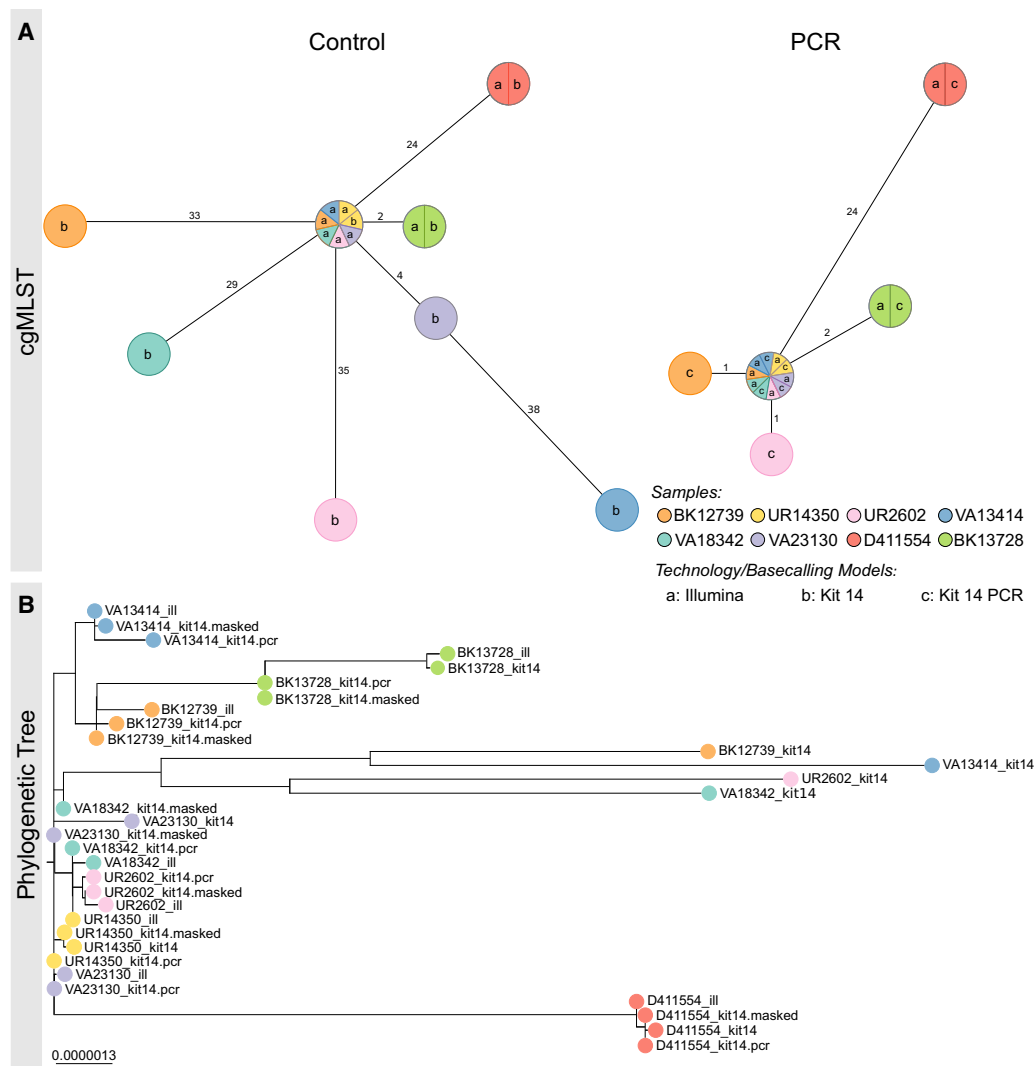 A
cgMLST
Control
PCR
a b
24
33
b
a a
a b
a a a
2
a b
29
4
b
b
35
38
b
b
a c
24
a c
2
c
1
a c a c
a a
a c a c
1
c
Samples:
BK12739 UR14350 UR2602 VA13414
VA18342 VA23130 D411554 BK13728
Technology/Basecalling Models:
a: Illumina b: Kit 14 c: Kit 14 PCR
B
Phylogenetic Tree
VA13414_ill
VA13414_kit14.masked
VA13414_kit14.pcr
BK13728_ill
BK13728_kit14
BK13728_kit14.pcr
BK13728_kit14.masked
BK12739_ill
BK12739_kit14.pcr
BK12739_kit14.masked
BK12739_kit14
VA13414_kit14
UR2602_kit14
VA18342_kit14
VA18342_kit14.masked
VA23130_kit14
VA23130_kit14.masked
VA18342_kit14.pcr
VA18342_ill
UR2602_kit14.pcr
UR2602_kit14.masked
UR2602_ill
UR14350_ill
UR14350_kit14.masked
UR14350_kit14
UR14350_kit14.pcr
VA23130_ill
VA23130_kit14.pcr
D411554_ill
D411554_kit14.masked
D411554_kit14
D411554_kit14.pcr
0.0000013